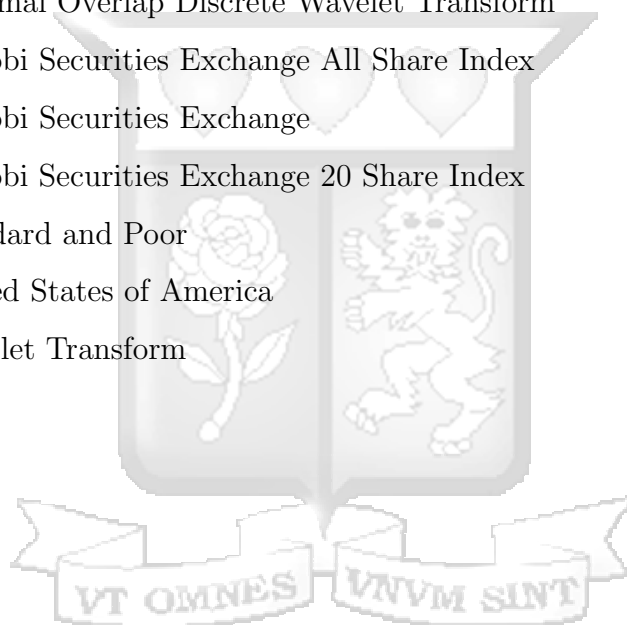 mal Overlap Discrete Wavelet Transform
obi Securities Exchange All Share Index
obi Securities Exchange
obi Securities Exchange 20 Share Index
dard and Poor
ed States of America
let Transform
VT OMNES VNVM SINT